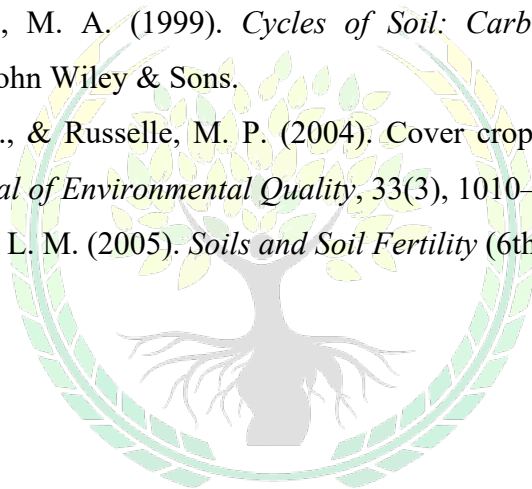 , M. A. (1999). Cycles of Soil: Carb
ohn Wiley & Sons.
., & Russelle, M. P. (2004). Cover crop
al of Environmental Quality, 33(3), 1010–
L. M. (2005). Soils and Soil Fertility (6th